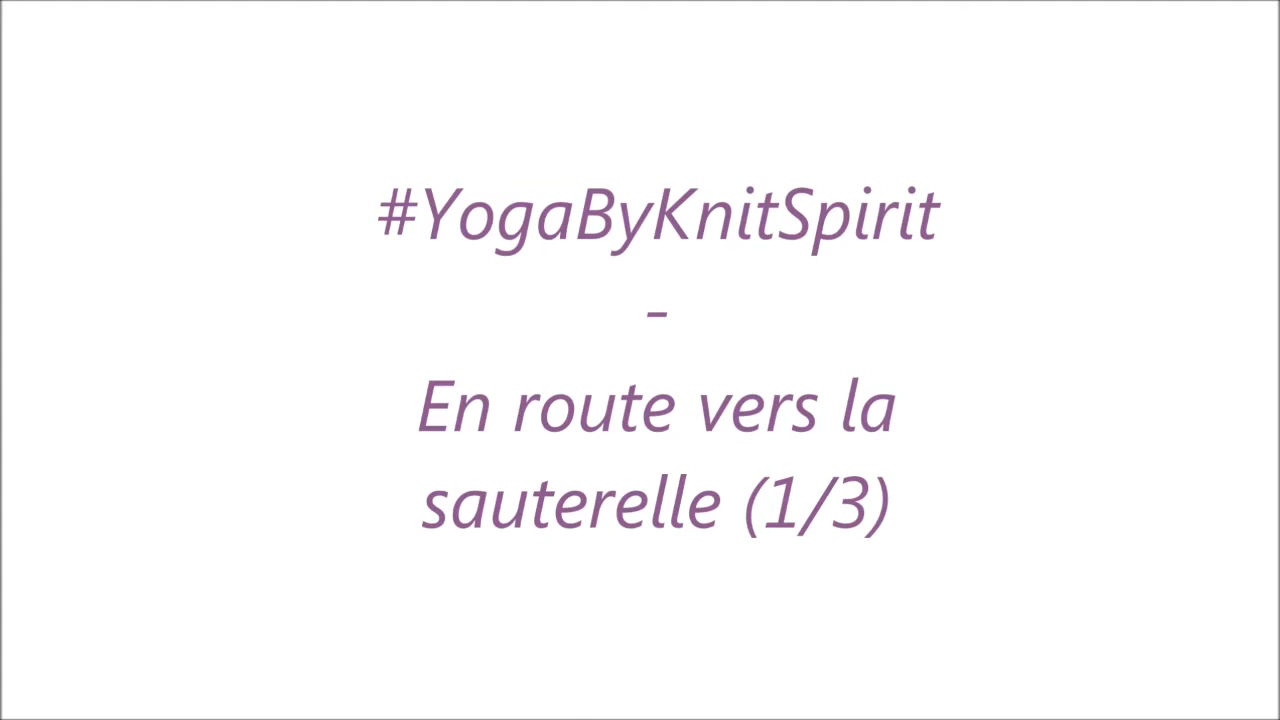 #YogaByKnitSpirit
-
En route vers la
sauterelle (1/3)